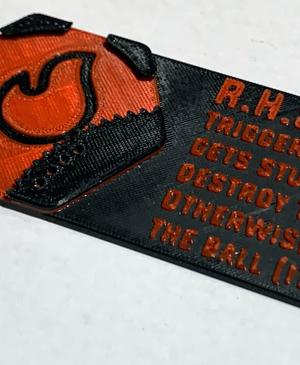 R.H.
TRIGGER
GETS STU
DESTROY
OTHERWIS
THE BALL